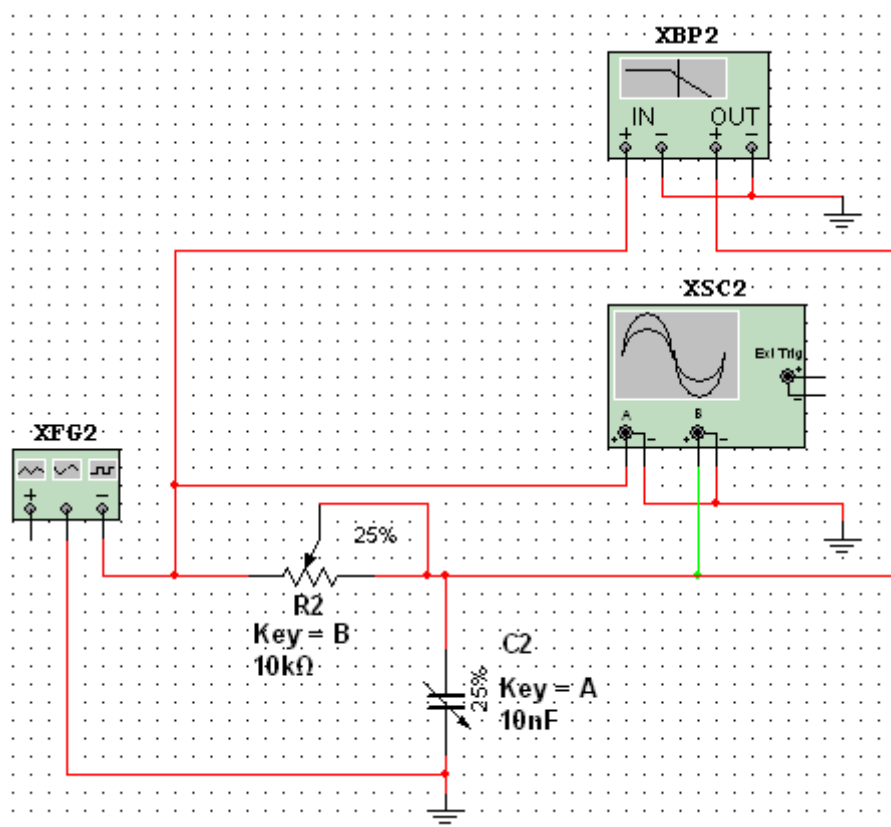 XBP2
IN OUT
+ − + −
XSC2
Ext Trig
+
−
A B
+ − + −
XFG2
+ −
25%
R2
Key = B
10kΩ
C2
25%
Key = A
10nF